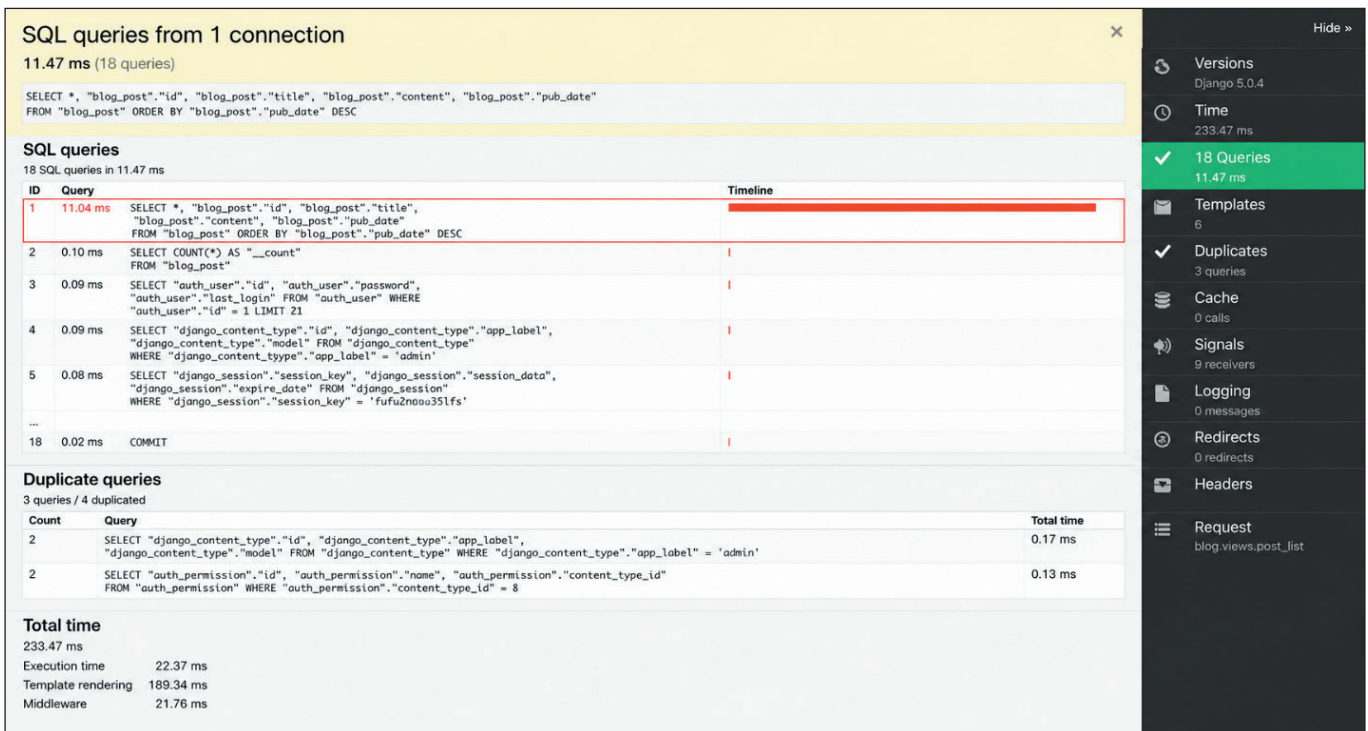 SQL queries from 1 connection
×
11.47 ms (18 queries)
SELECT *, "blog_post"."id", "blog_post"."title", "blog_post"."content", "blog_post"."pub_date"
FROM "blog_post" ORDER BY "blog_post"."pub_date" DESC
SQL queries
18 SQL queries in 11.47 ms
ID Query Timeline
1 11.04 ms SELECT *, "blog_post"."id", "blog_post"."title",
"blog_post"."content", "blog_post"."pub_date"
FROM "blog_post" ORDER BY "blog_post"."pub_date" DESC
2 0.10 ms SELECT COUNT(*) AS "__count"
FROM "blog_post"
3 0.09 ms SELECT "auth_user"."id", "auth_user"."password",
"auth_user"."last_login" FROM "auth_user" WHERE
"auth_user"."id" = 1 LIMIT 21
4 0.09 ms SELECT "django_content_type"."id", "django_content_type"."app_label",
"django_content_type"."model" FROM "django_content_type"
WHERE "django_content_tyype"."app_label" = 'admin'
5 0.08 ms SELECT "django_session"."session_key", "django_session"."session_data",
"django_session"."expire_date" FROM "django_session"
WHERE "django_session"."session_key" =
...
18 0.02 ms COMMIT
Duplicate queries
3 queries / 4 duplicated
Count Query Total time
2 SELECT "django_content_type"."id", "django_content_type"."app_label", 0.17 ms
"django_content_type"."model" FROM "django_content_type" WHERE "django_content_type"."app_label" = 'admin'
2 SELECT "auth_permission"."id", "auth_permission"."name", "auth_permission"."content_type_id" 0.13 ms
FROM "auth_permission" WHERE "auth_permission"."content_type_id" = 8
Total time
233.47 ms
Execution time 22.37 ms
Template rendering 189.34 ms
Middleware 21.76 ms
Hide »
Versions
Django 5.0.4
Time
233.47 ms
18 Queries
11.47 ms
Templates
6
Duplicates
3 queries
Cache
0 calls
Signals
9 receivers
Logging
0 messages
Redirects
0 redirects
Headers
Request
blog.views.post_list